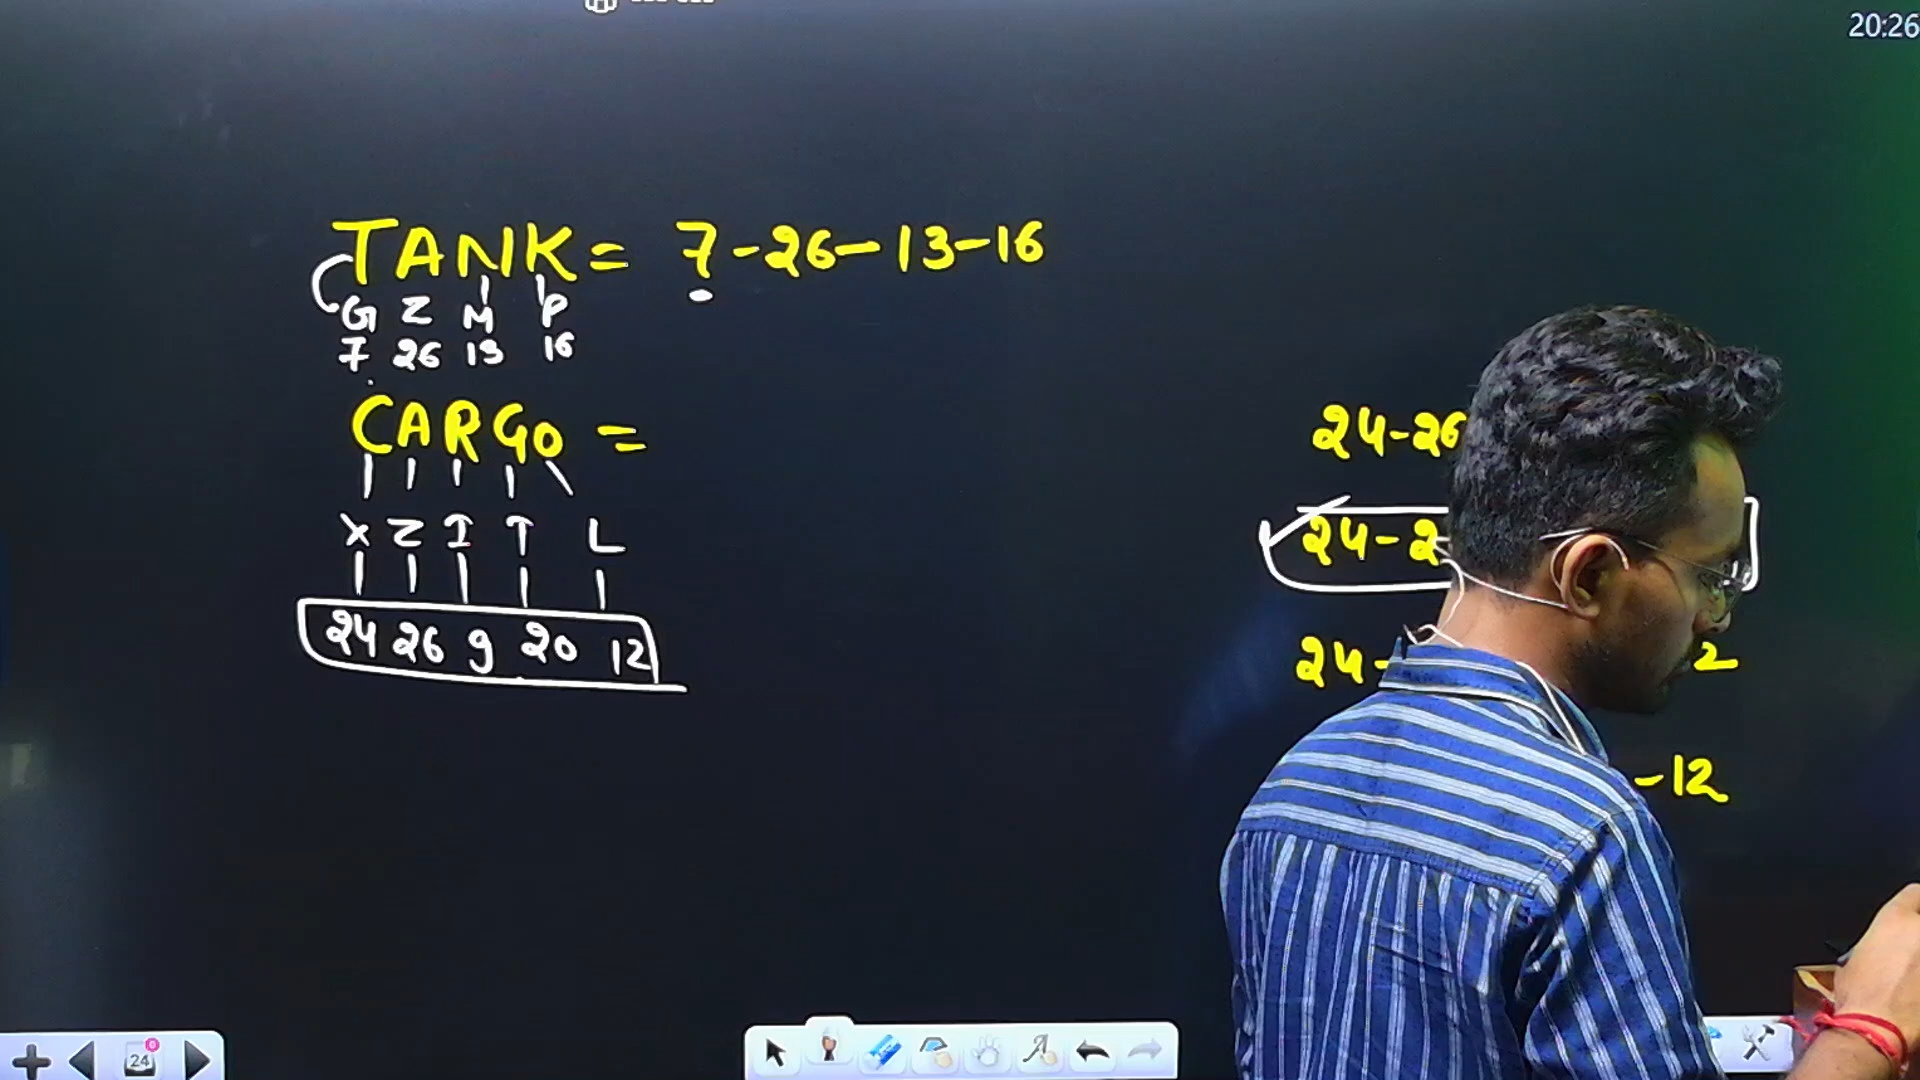 20:26
TANK = 7-26-13-16
G Z M P
7 26 13 16
CARGO =
X Z I T L
24 26 9 20 12
24-26
24-2
24-
2
-12
24